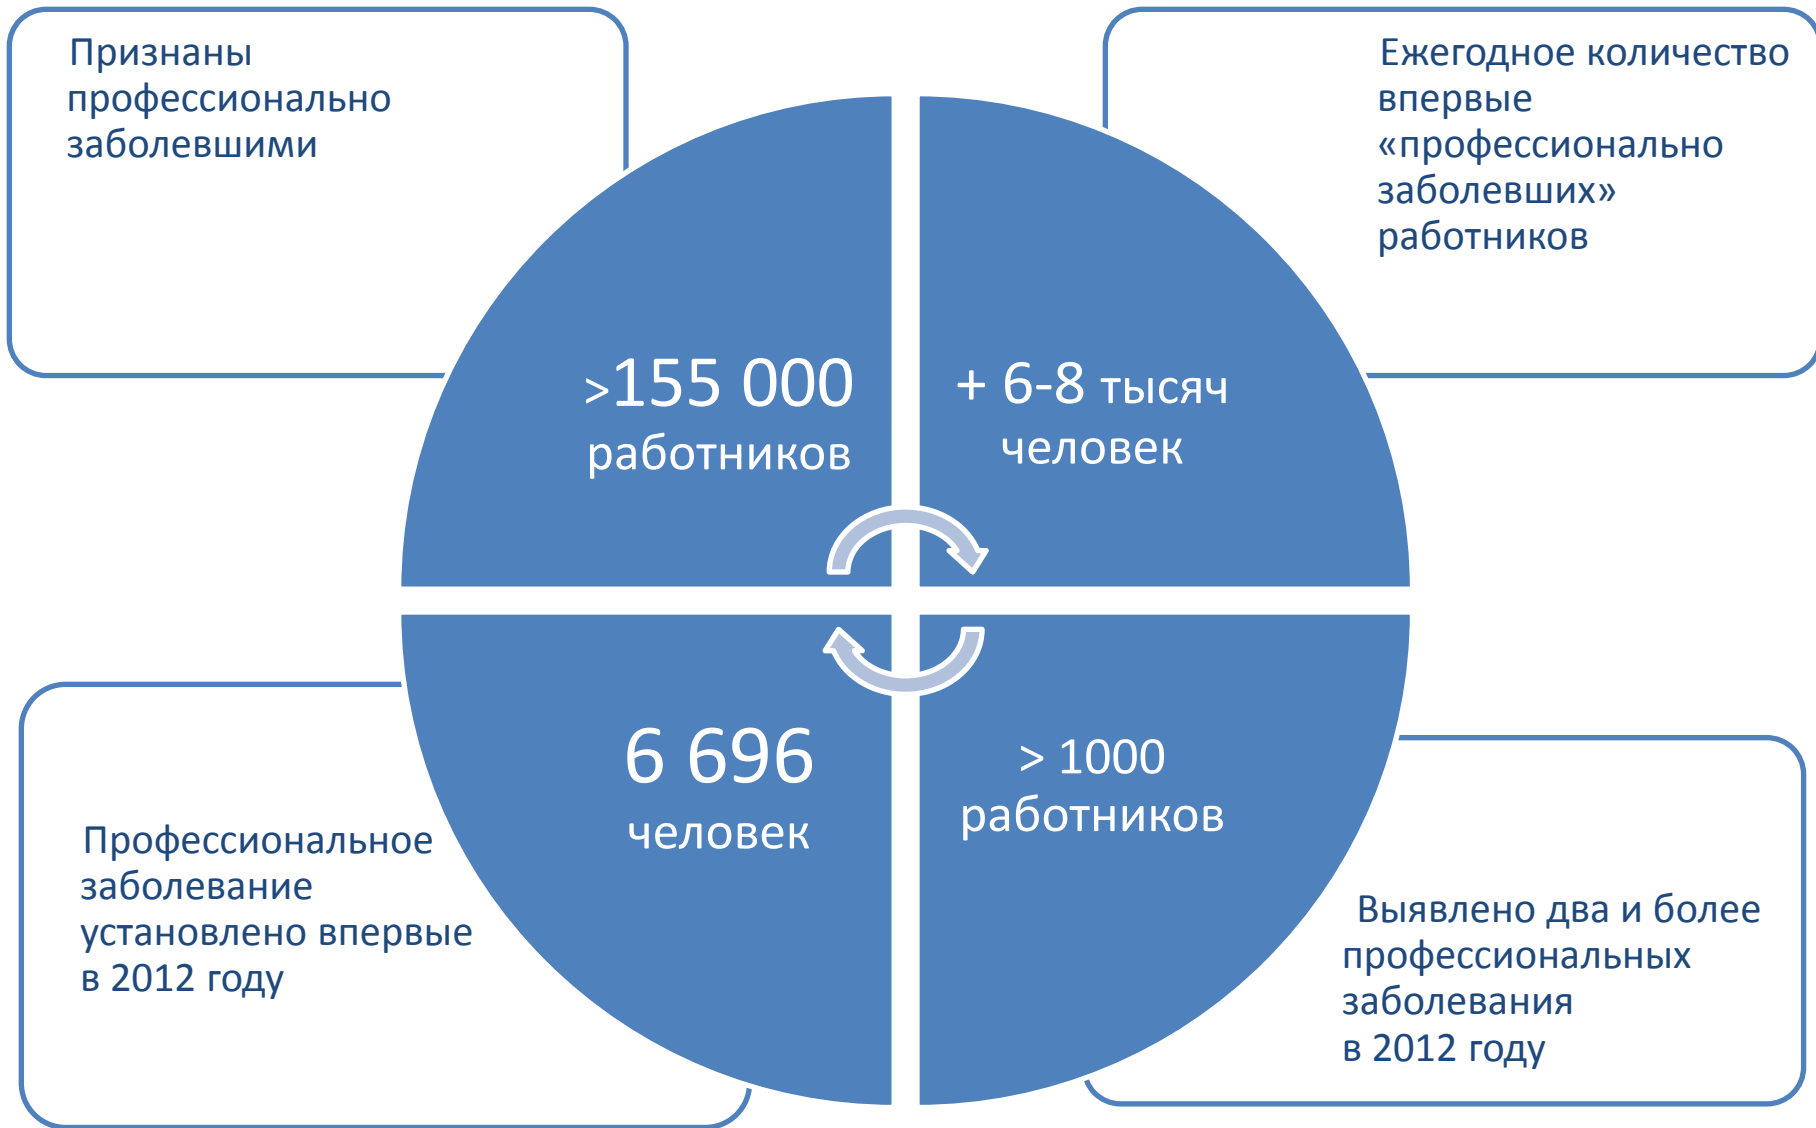 Признаны
профессионально
заболевшими
>155 000
работников
Ежегодное количество
впервые
«профессионально
заболевших»
работников
+ 6-8 тысяч
человек
Профессиональное
заболевание
установлено впервые
в 2012 году
6 696
человек
> 1000
работников
Выявлено два и более
профессиональных
заболевания
в 2012 году